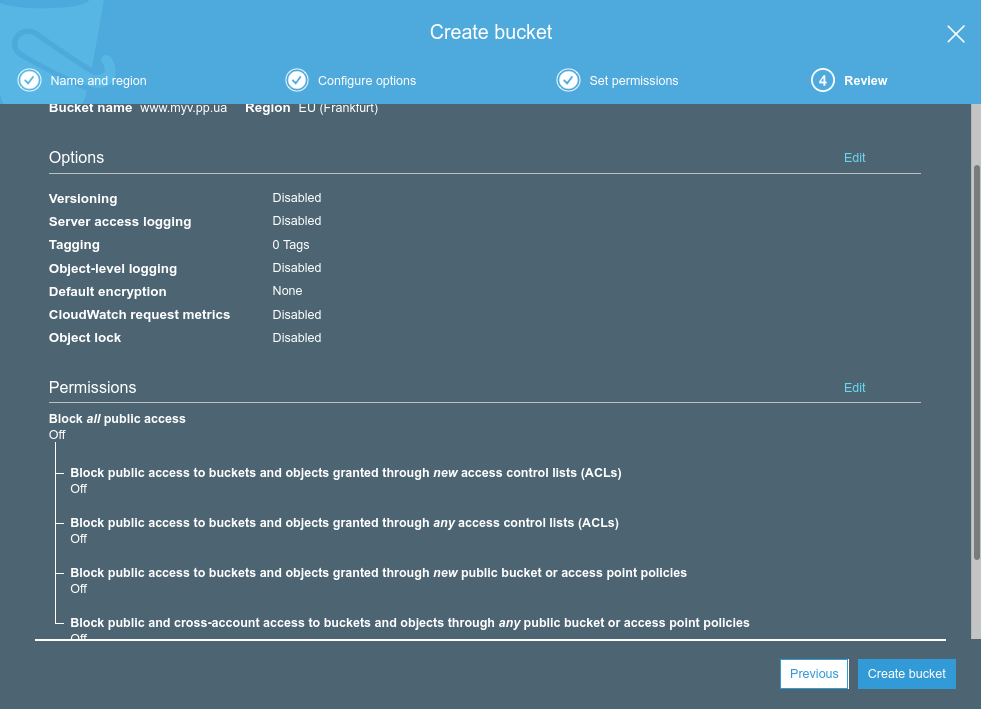 Create bucket
Name and region
Configure options
Set permissions
4 Review
Bucket name www.myv.pp.ua Region EU (Frankfurt)
Options Edit
Versioning Disabled
Server access logging Disabled
Tagging 0 Tags
Object-level logging Disabled
Default encryption None
CloudWatch request metrics Disabled
Object lock Disabled
Permissions Edit
Block all public access
Off
Block public access to buckets and objects granted through new access control lists (ACLs)
Off
Block public access to buckets and objects granted through any access control lists (ACLs)
Off
Block public access to buckets and objects granted through new public bucket or access point policies
Off
Block public and cross-account access to buckets and objects through any public bucket or access point policies
Off
Previous Create bucket